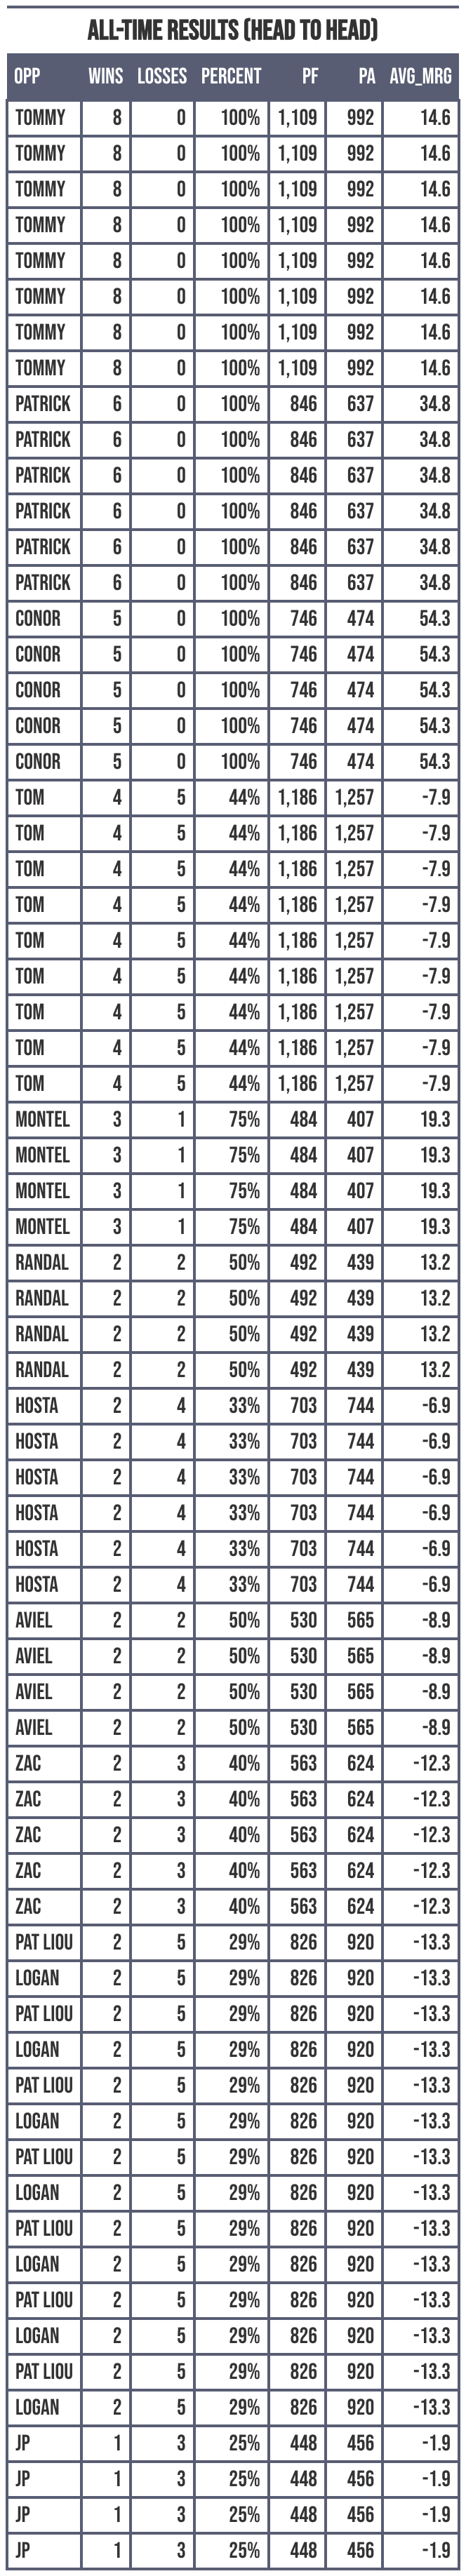 ALL-TIME RESULTS (HEAD TO HEAD)
OPP WINS LOSSES PERCENT PF PA AVG_MRG
TOMMY 8 0 100% 1,109 992 14.6
TOMMY 8 0 100% 1,109 992 14.6
TOMMY 8 0 100% 1,109 992 14.6
TOMMY 8 0 100% 1,109 992 14.6
TOMMY 8 0 100% 1,109 992 14.6
TOMMY 8 0 100% 1,109 992 14.6
TOMMY 8 0 100% 1,109 992 14.6
TOMMY 8 0 100% 1,109 992 14.6
PATRICK 6 0 100% 846 637 34.8
PATRICK 6 0 100% 846 637 34.8
PATRICK 6 0 100% 846 637 34.8
PATRICK 6 0 100% 846 637 34.8
PATRICK 6 0 100% 846 637 34.8
PATRICK 6 0 100% 846 637 34.8
CONOR 5 0 100% 746 474 54.3
CONOR 5 0 100% 746 474 54.3
CONOR 5 0 100% 746 474 54.3
CONOR 5 0 100% 746 474 54.3
CONOR 5 0 100% 746 474 54.3
TOM 4 5 44% 1,186 1,257 -7.9
TOM 4 5 44% 1,186 1,257 -7.9
TOM 4 5 44% 1,186 1,257 -7.9
TOM 4 5 44% 1,186 1,257 -7.9
TOM 4 5 44% 1,186 1,257 -7.9
TOM 4 5 44% 1,186 1,257 -7.9
TOM 4 5 44% 1,186 1,257 -7.9
TOM 4 5 44% 1,186 1,257 -7.9
TOM 4 5 44% 1,186 1,257 -7.9
MONTEL 3 1 75% 484 407 19.3
MONTEL 3 1 75% 484 407 19.3
MONTEL 3 1 75% 484 407 19.3
MONTEL 3 1 75% 484 407 19.3
RANDAL 2 2 50% 492 439 13.2
RANDAL 2 2 50% 492 439 13.2
RANDAL 2 2 50% 492 439 13.2
RANDAL 2 2 50% 492 439 13.2
HOSTA 2 4 33% 703 744 -6.9
HOSTA 2 4 33% 703 744 -6.9
HOSTA 2 4 33% 703 744 -6.9
HOSTA 2 4 33% 703 744 -6.9
HOSTA 2 4 33% 703 744 -6.9
HOSTA 2 4 33% 703 744 -6.9
AVIEL 2 2 50% 530 565 -8.9
AVIEL 2 2 50% 530 565 -8.9
AVIEL 2 2 50% 530 565 -8.9
AVIEL 2 2 50% 530 565 -8.9
ZAC 2 3 40% 563 624 -12.3
ZAC 2 3 40% 563 624 -12.3
ZAC 2 3 40% 563 624 -12.3
ZAC 2 3 40% 563 624 -12.3
ZAC 2 3 40% 563 624 -12.3
PAT LIOU 2 5 29% 826 920 -13.3
LOGAN 2 5 29% 826 920 -13.3
PAT LIOU 2 5 29% 826 920 -13.3
LOGAN 2 5 29% 826 920 -13.3
PAT LIOU 2 5 29% 826 920 -13.3
LOGAN 2 5 29% 826 920 -13.3
PAT LIOU 2 5 29% 826 920 -13.3
LOGAN 2 5 29% 826 920 -13.3
PAT LIOU 2 5 29% 826 920 -13.3
LOGAN 2 5 29% 826 920 -13.3
PAT LIOU 2 5 29% 826 920 -13.3
LOGAN 2 5 29% 826 920 -13.3
PAT LIOU 2 5 29% 826 920 -13.3
LOGAN 2 5 29% 826 920 -13.3
JP 1 3 25% 448 456 -1.9
JP 1 3 25% 448 456 -1.9
JP 1 3 25% 448 456 -1.9
JP 1 3 25% 448 456 -1.9